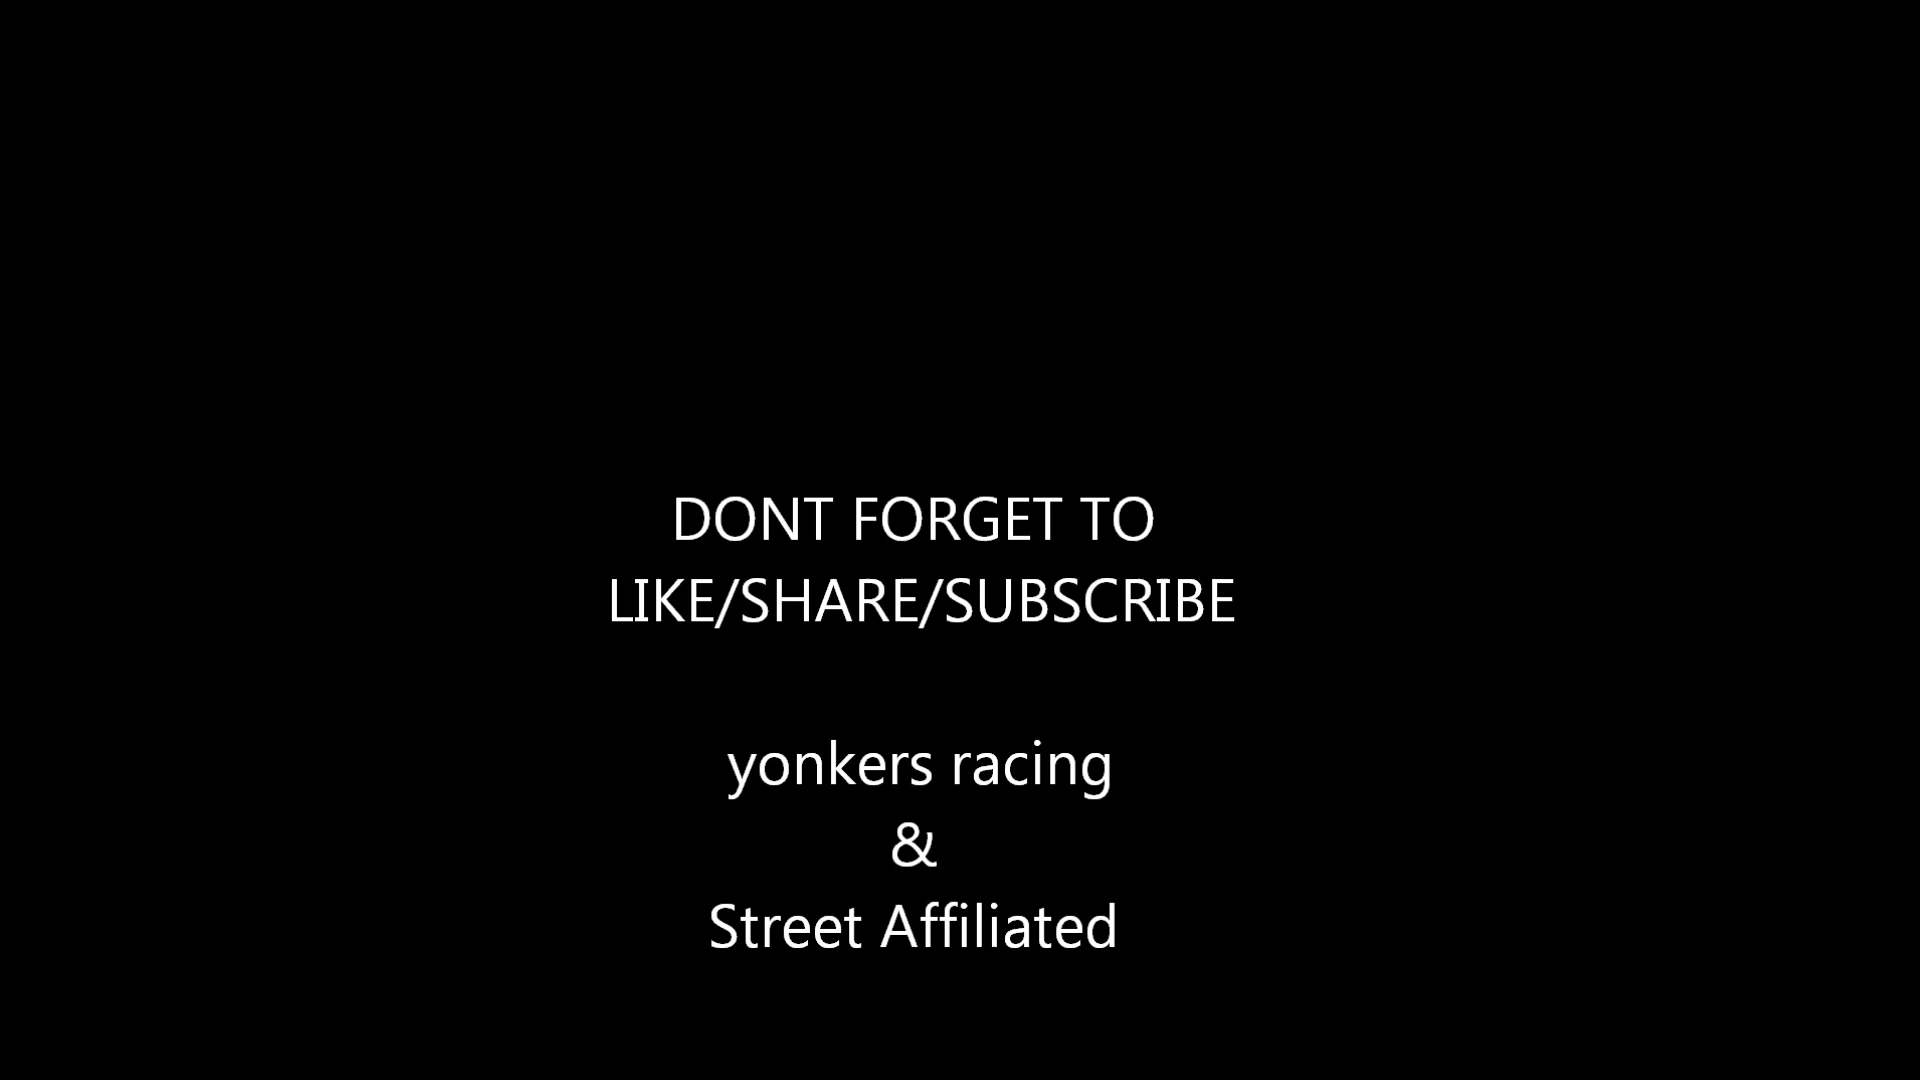 DONT FORGET TO
LIKE/SHARE/SUBSCRIBE
yonkers racing
&
Street Affiliated